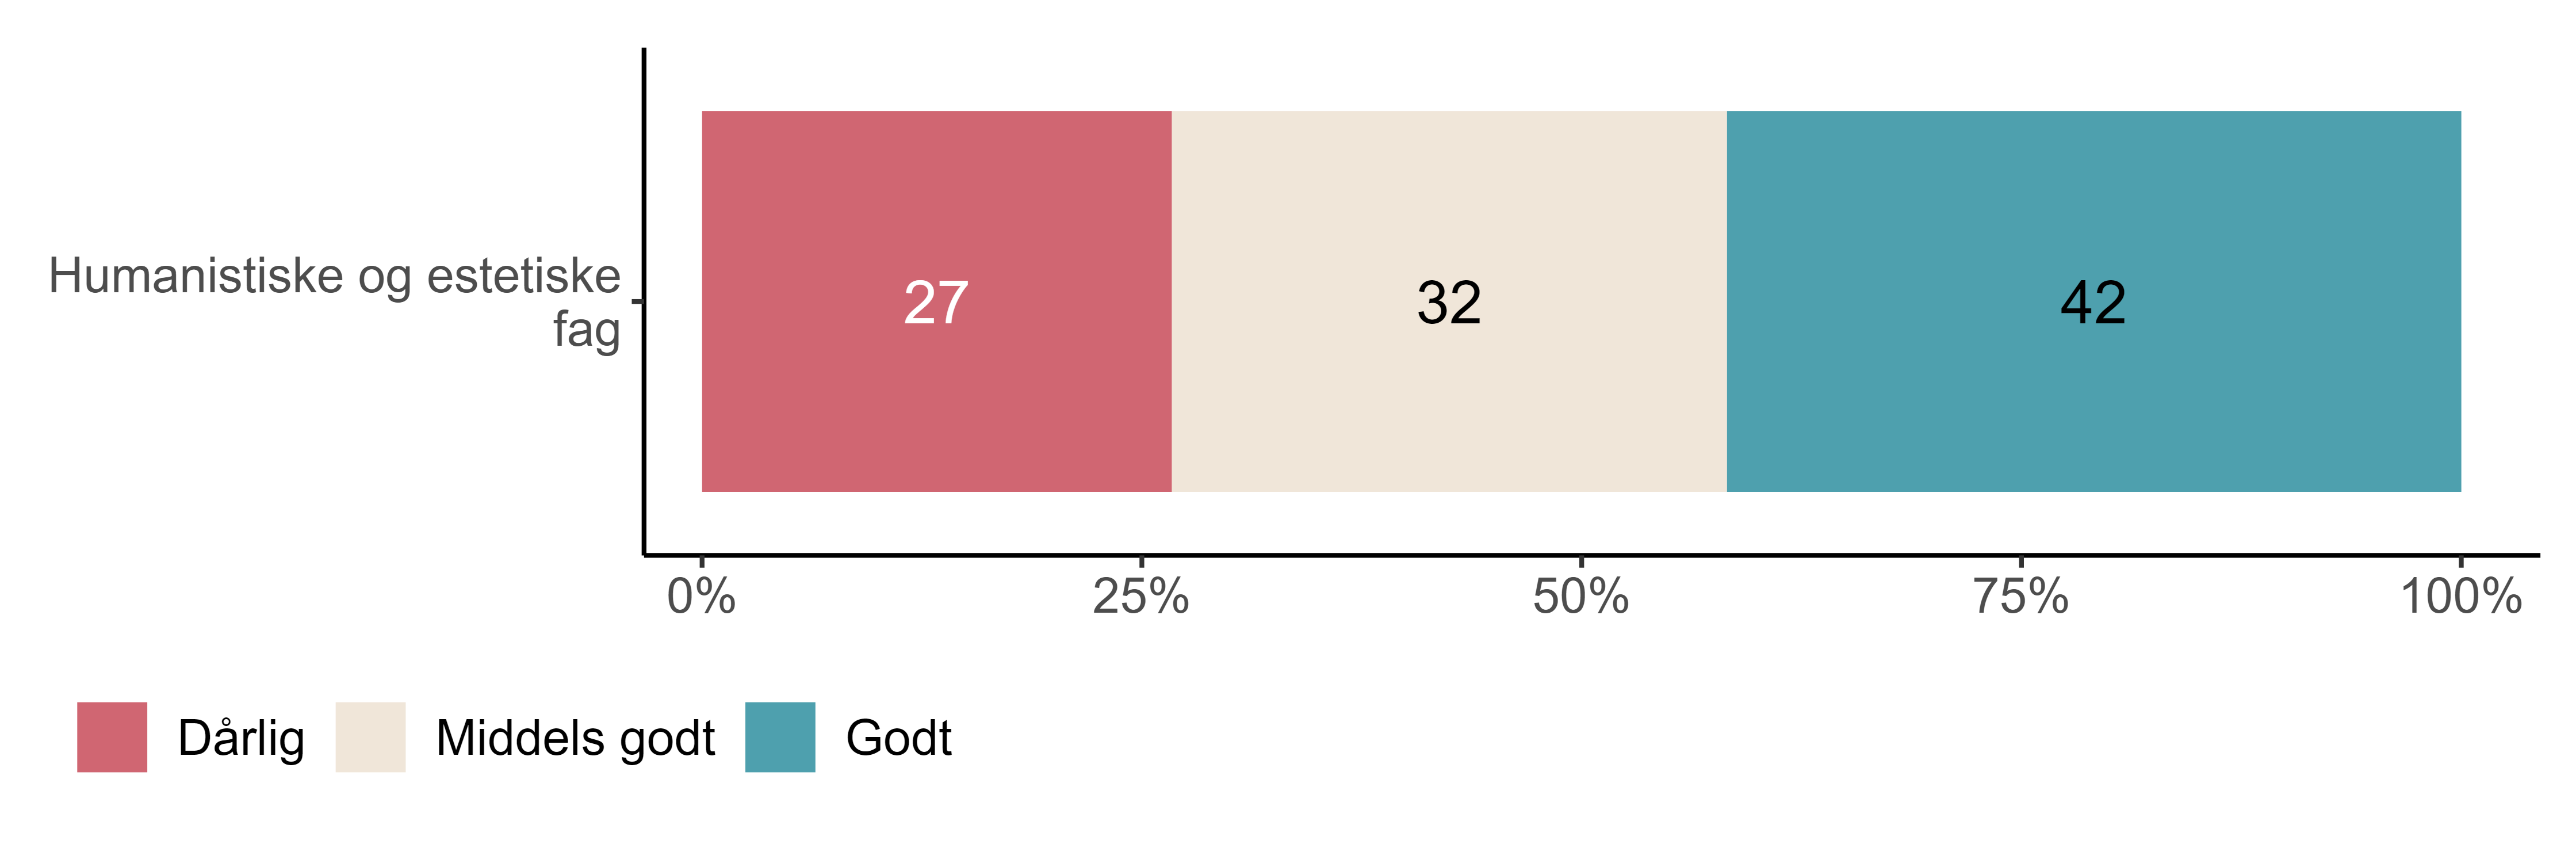 Humanistiske og estetiske
fag
27
32
42
0%
25%
50%
75%
100%
Dårlig
Middels godt
Godt